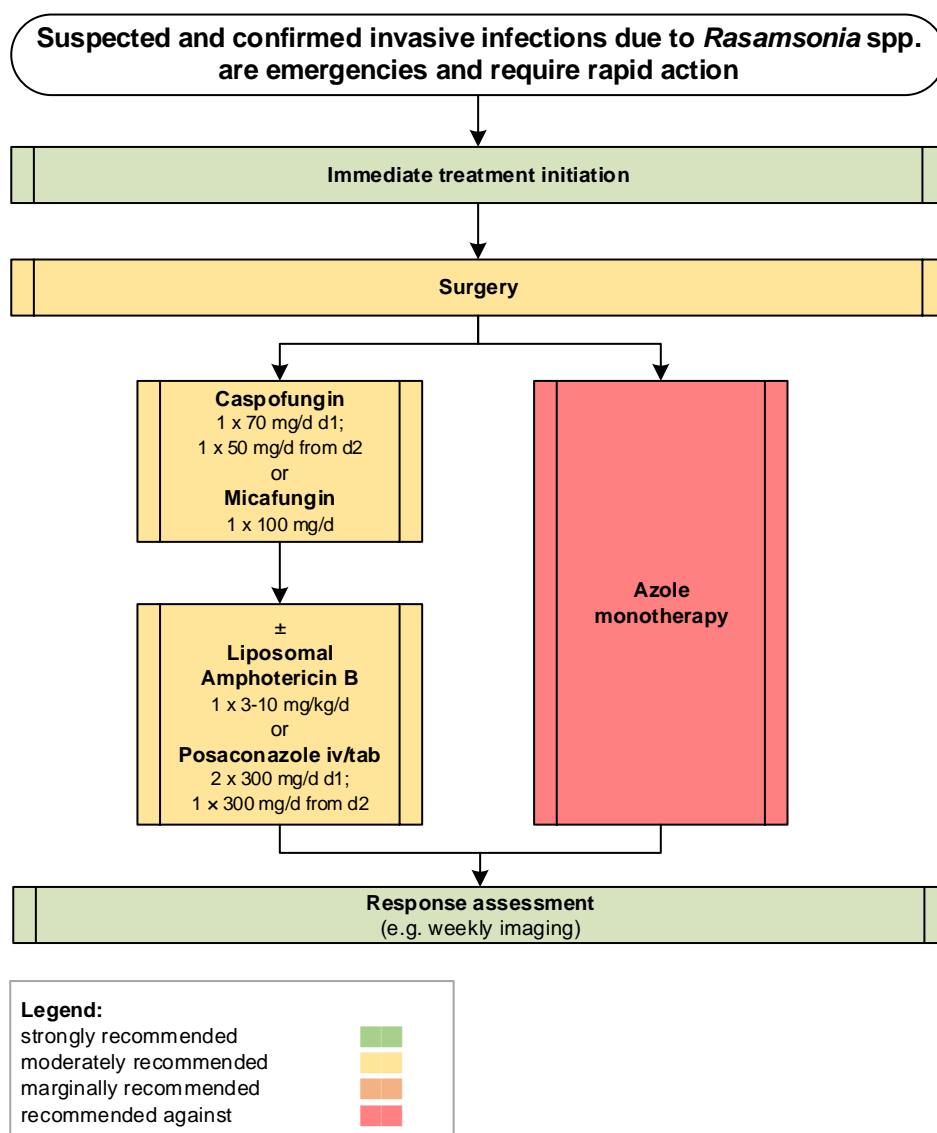 Suspected and confirmed invasive infections due to Rasamsonia spp.
are emergencies and require rapid action
Immediate treatment initiation
Surgery
Caspofungin
1 x 70 mg/d d1;
1 x 50 mg/d from d2
or
Micafungin
1 x 100 mg/d
±
Liposomal
Amphotericin B
1 x 3-10 mg/kg/d
or
Posaconazole iv/tab
2 x 300 mg/d d1;
1 × 300 mg/d from d2
Azole
monotherapy
Response assessment
(e.g. weekly imaging)
Legend:
strongly recommended
moderately recommended
marginally recommended
recommended against